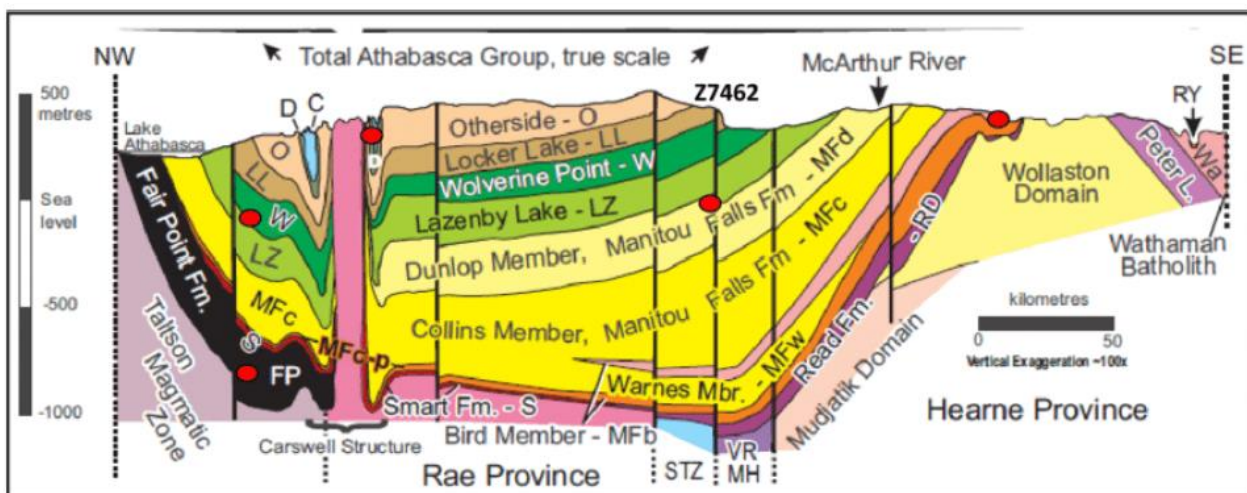 NW
Total Athabasca Group, true scale
McArthur River
SE
500
metres
Sea
level
-500
-1000
Lake
Athabasca
D
C
O
LL
W
LZ
MFc
S
FP
Fair Point Fm.
Taltson
Magmatic
Zone
D
Z7462
Otherside - O
Locker Lake - LL
Wolverine Point - W
Lazenby Lake - LZ
Dunlop Member, Manitou Falls Fm - MFd
Collins Member, Manitou Falls Fm - MFc
MFc-p
Warnes Mbr. - MFw
Smart Fm. - S
Bird Member - MFb
Read Fm. - RD
Carswell Structure
Rae Province
STZ
VR
MH
Mudjatik Domain
Hearne Province
Wollaston
Domain
Peter L.
RY
Wa
Wathaman
Batholith
kilometres
0
50
Vertical Exaggeration ~100x